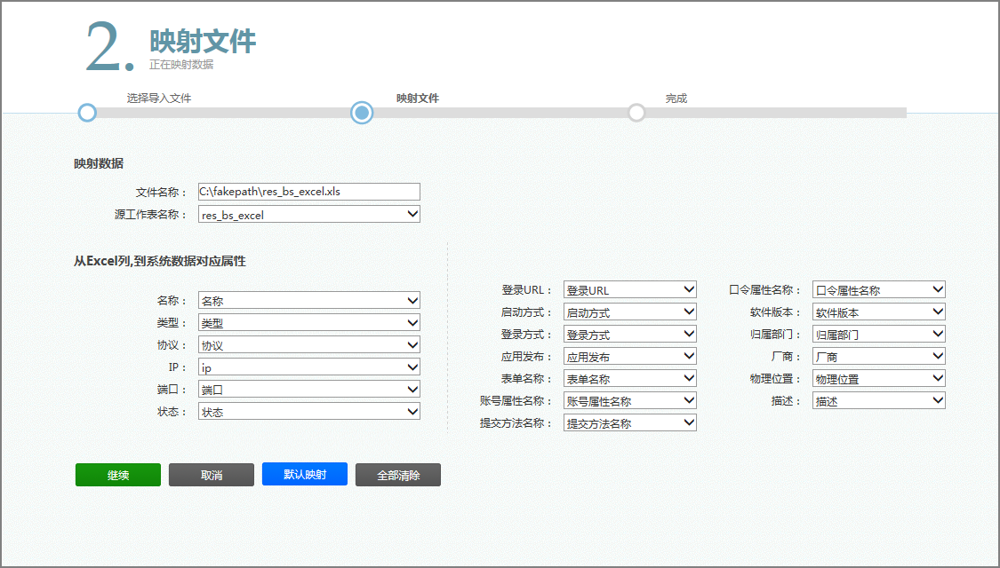 2.
映射文件
正在映射数据
选择导入文件
映射文件
完成
映射数据
文件名称： C:\fakepath\res_bs_excel.xls
源工作表名称： res_bs_excel
从Excel列,到系统数据对应属性
名称： 名称
类型： 类型
协议： 协议
IP： ip
端口： 端口
状态： 状态
登录URL： 登录URL
启动方式： 启动方式
登录方式： 登录方式
应用发布： 应用发布
表单名称： 表单名称
账号属性名称： 账号属性名称
提交方法名称： 提交方法名称
口令属性名称： 口令属性名称
软件版本： 软件版本
归属部门： 归属部门
厂商： 厂商
物理位置： 物理位置
描述： 描述
继续 取消 默认映射 全部清除